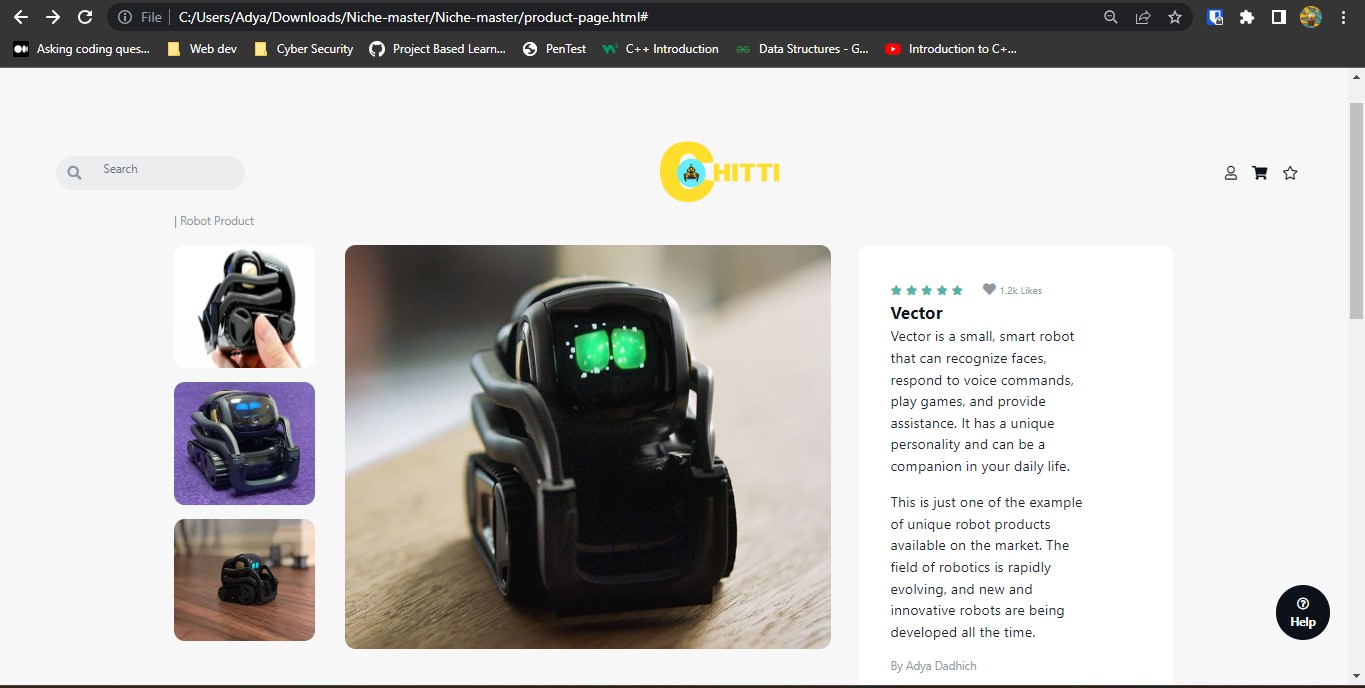 File | C:/Users/Adya/Downloads/Niche-master/Niche-master/product-page.html#
Asking coding ques... Web dev Cyber Security Project Based Learn... PenTest C++ Introduction Data Structures - G... Introduction to C+...
Search
CHITTI
| Robot Product
1.2k Likes
Vector
Vector is a small, smart robot
that can recognize faces,
respond to voice commands,
play games, and provide
assistance. It has a unique
personality and can be a
companion in your daily life.
This is just one of the example
of unique robot products
available on the market. The
field of robotics is rapidly
evolving, and new and
innovative robots are being
developed all the time.
By Adya Dadhich
Help